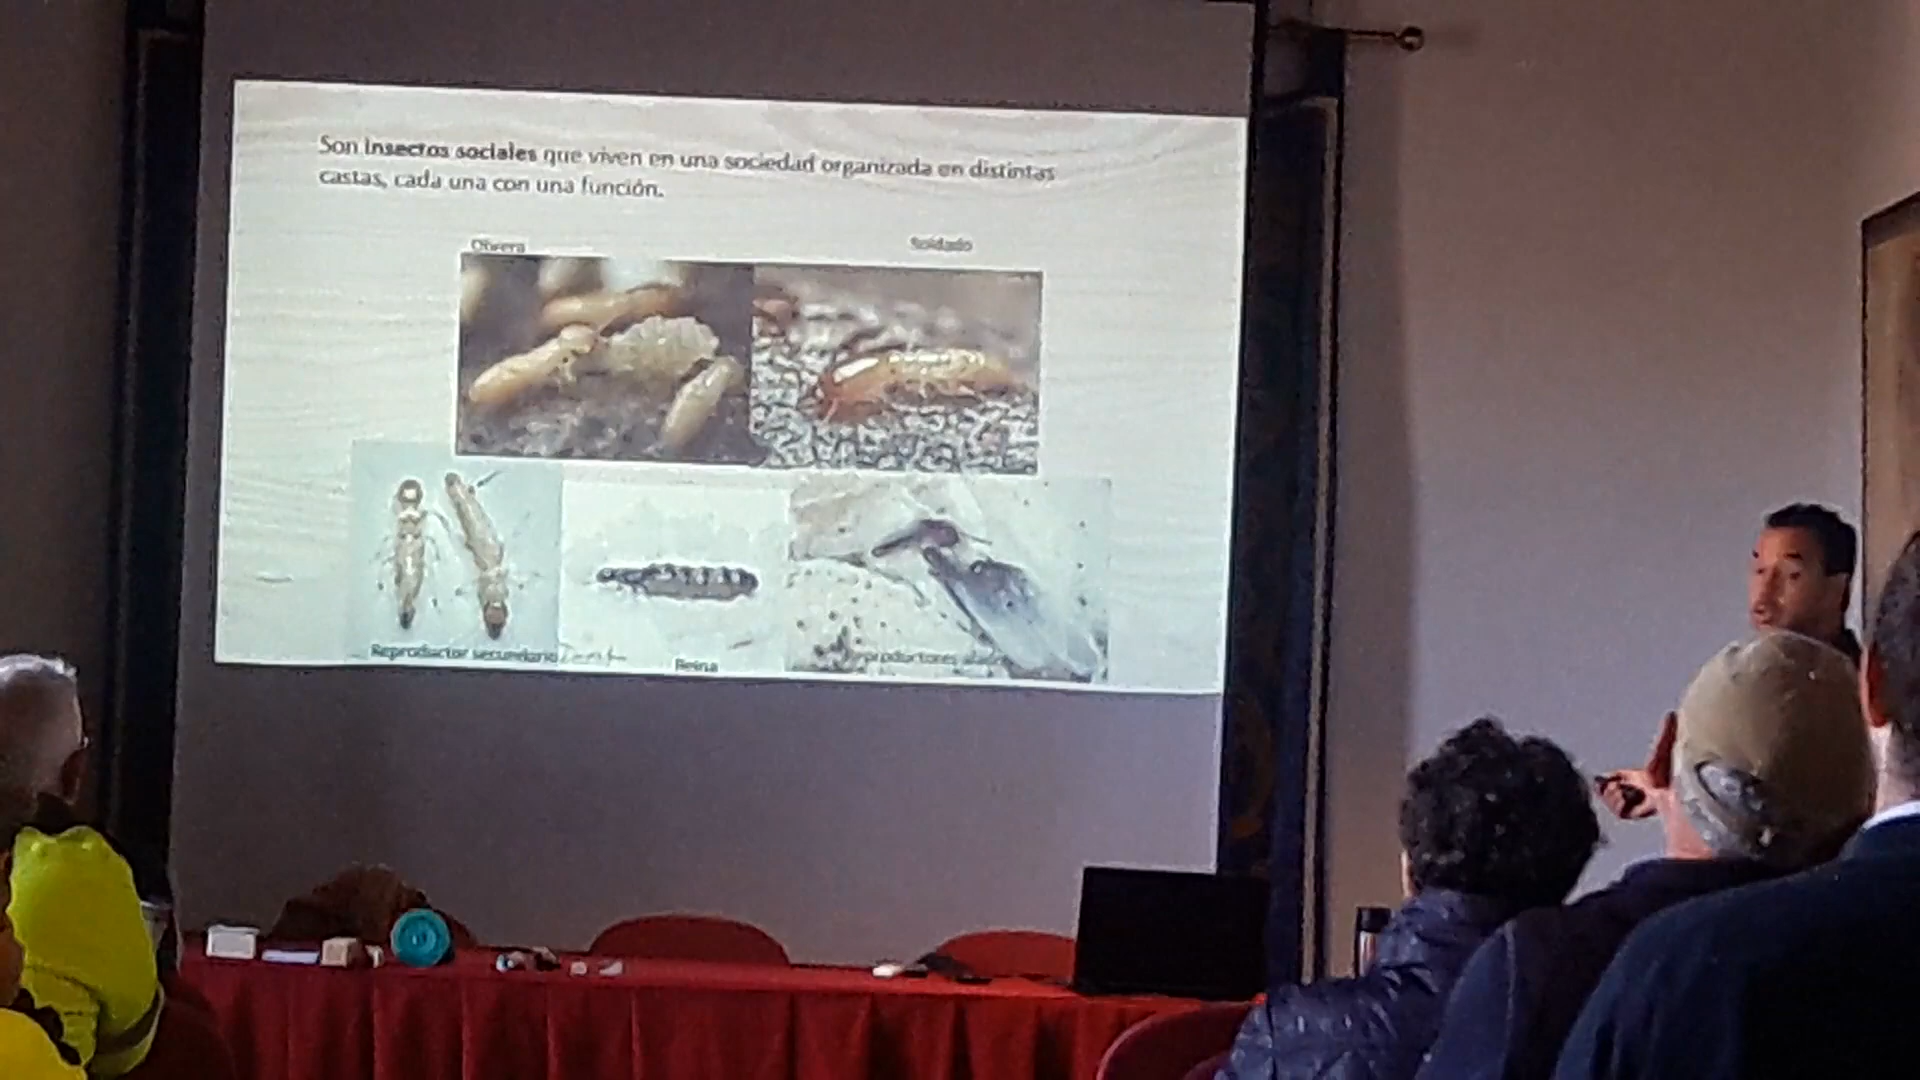 Son insectos sociales que viven en una sociedad organizada en distintas
castas, cada una con una función.
Obrera
Soldado
Reproductor secundario
Reina